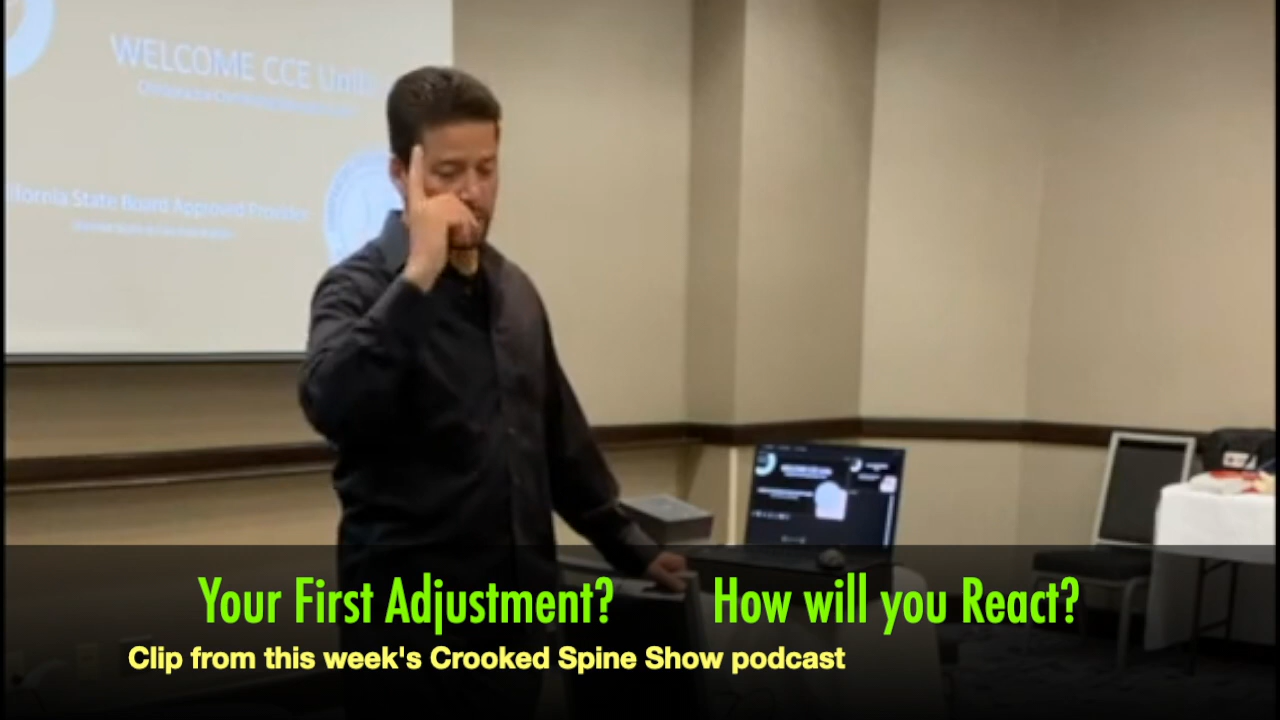 WELCOME CCE
State Board Approved Provider
Your First Adjustment? How will you React?
Clip from this week's Crooked Spine Show podcast